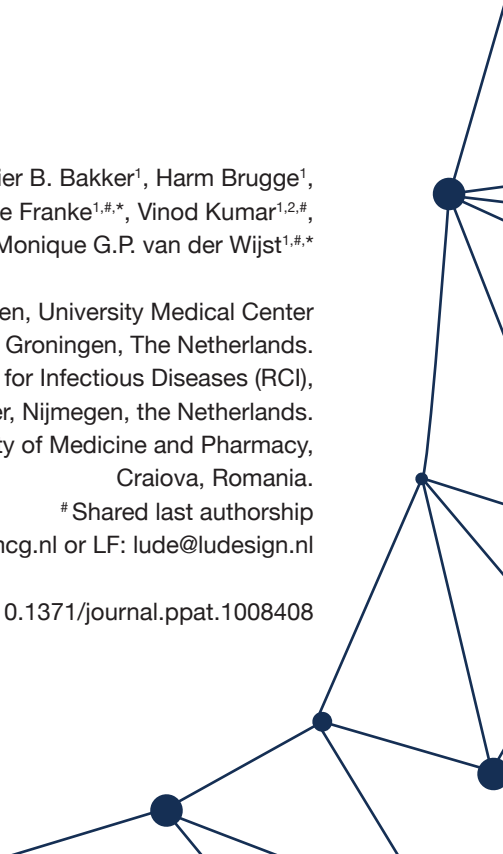 ier B. Bakker¹, Harm Brugge¹,
e Franke¹,#,*, Vinod Kumar¹,²,#,
Monique G.P. van der Wijst¹,#,*
en, University Medical Center
Groningen, The Netherlands.
for Infectious Diseases (RCI),
er, Nijmegen, the Netherlands.
ty of Medicine and Pharmacy,
Craiova, Romania.
# Shared last authorship
ncg.nl or LF: lude@ludesign.nl
0.1371/journal.ppat.1008408